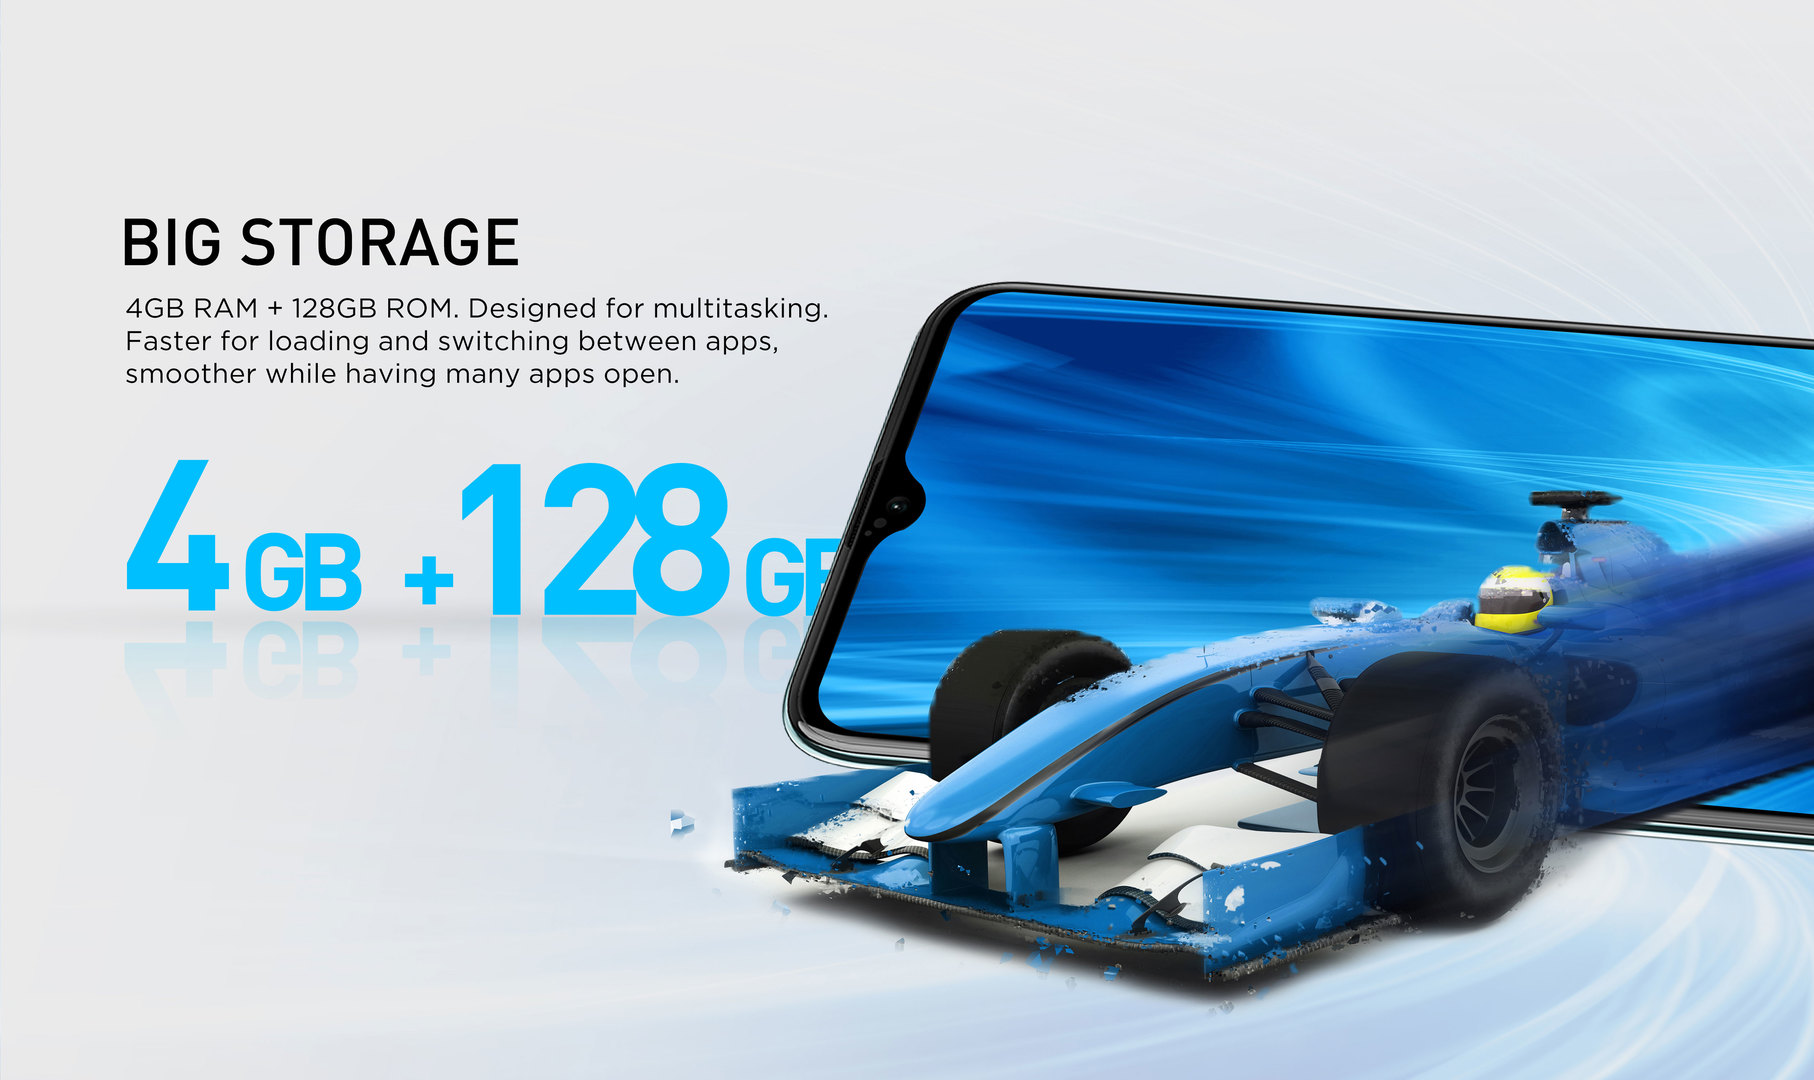 BIG STORAGE
4GB RAM + 128GB ROM. Designed for multitasking.
Faster for loading and switching between apps,
smoother while having many apps open.
4GB +128GB